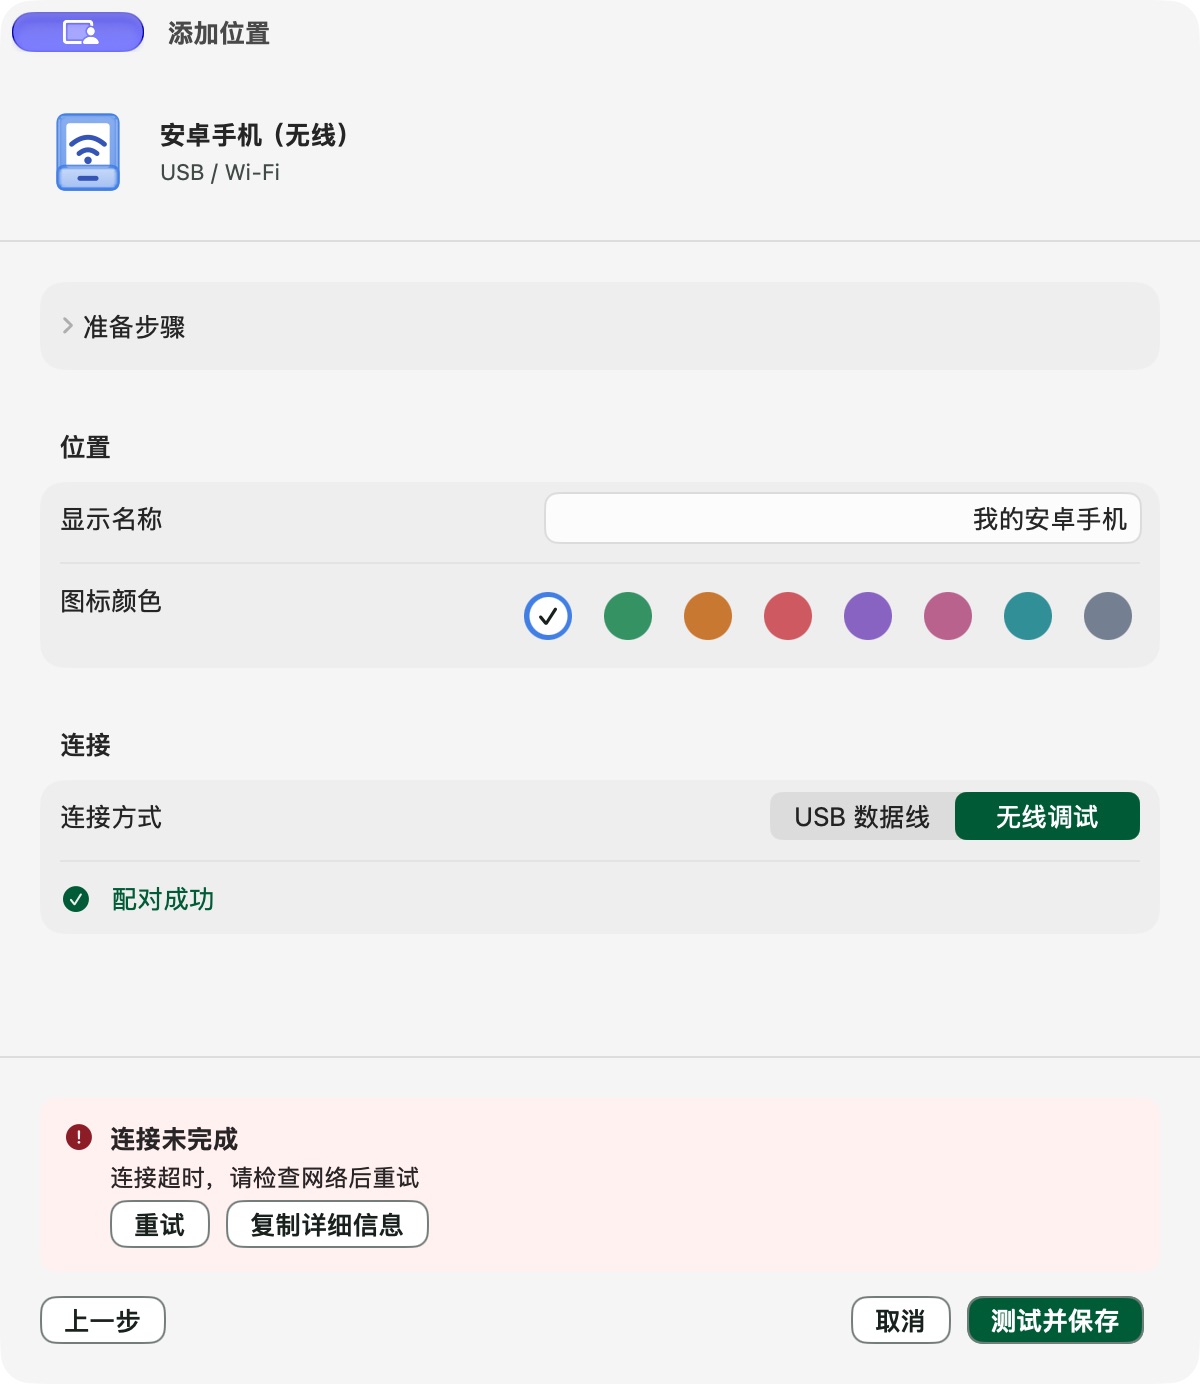 添加位置
安卓手机（无线）
USB / Wi-Fi
准备步骤
位置
显示名称
我的安卓手机
图标颜色
连接
连接方式
USB 数据线
无线调试
配对成功
连接未完成
连接超时，请检查网络后重试
重试
复制详细信息
上一步
取消
测试并保存